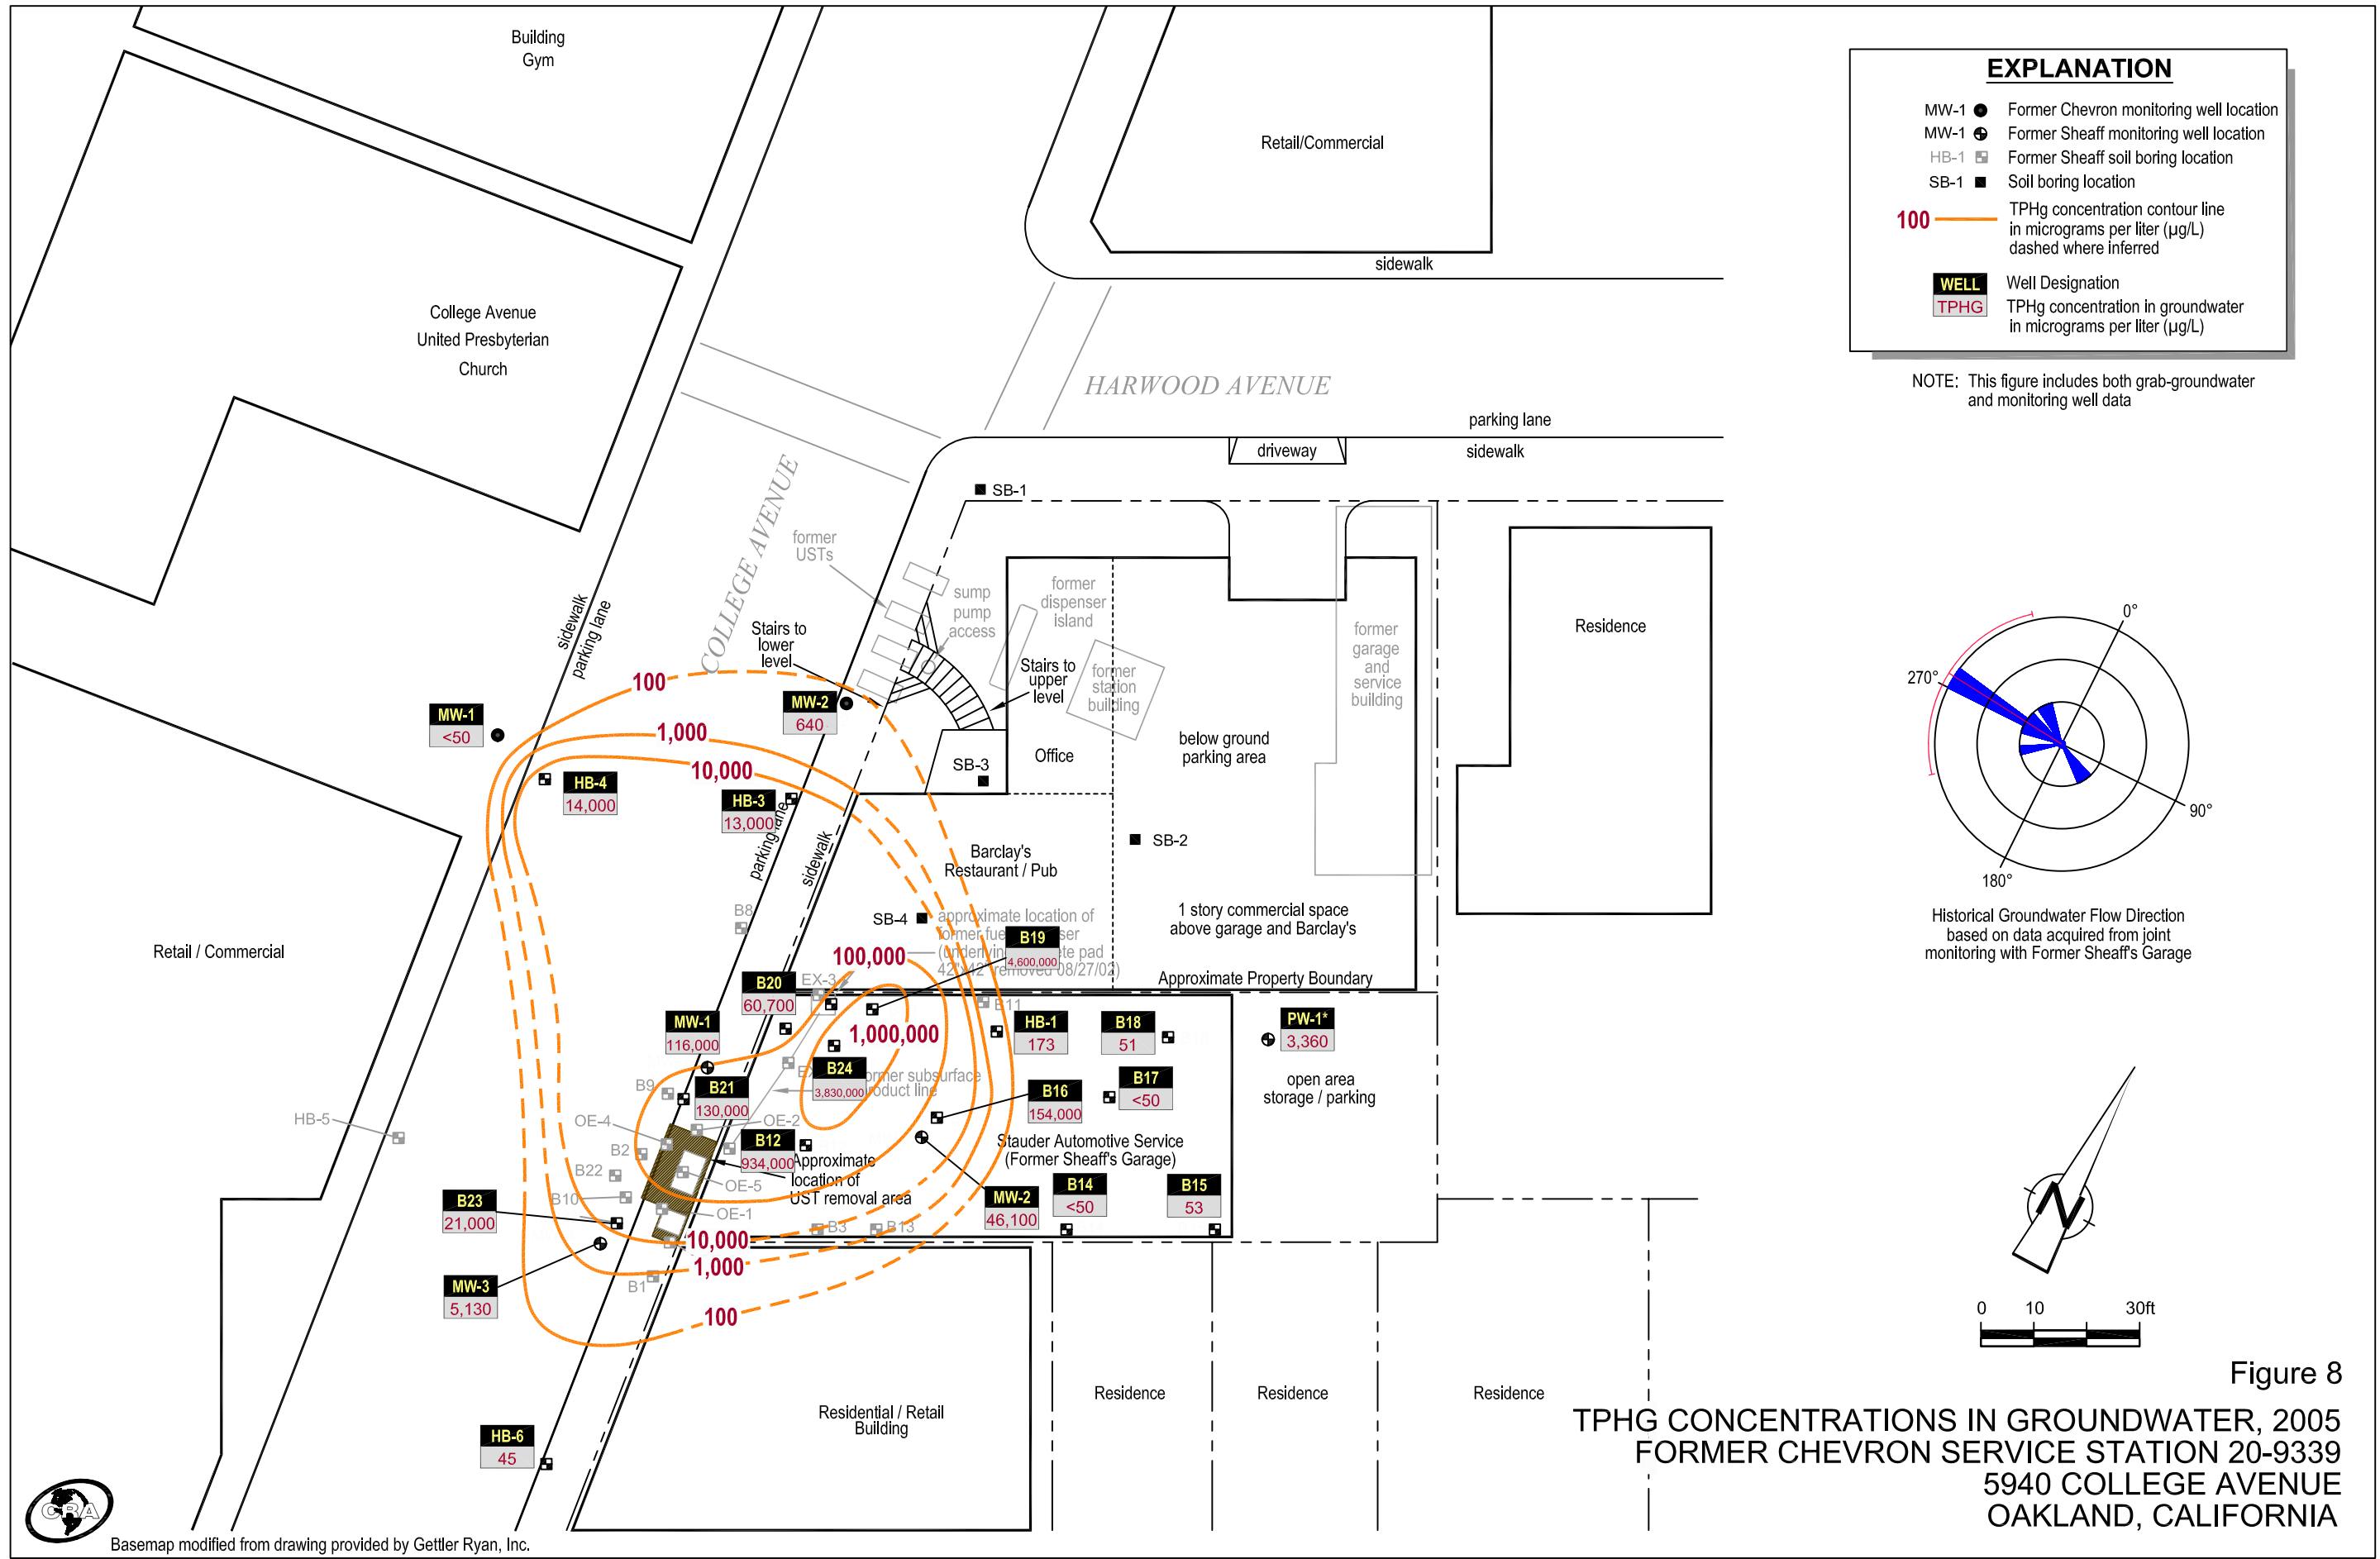 Building
Gym
Retail/Commercial
sidewalk
College Avenue
United Presbyterian
Church
HARWOOD AVENUE
parking lane
sidewalk
driveway
COLLEGE AVENUE
sidewalk
parking lane
SB-1
former
USTs
sump
pump
access
former
dispenser
island
Stairs to
lower
level
Stairs to
upper
level
former
station
building
former
garage
and
service
building
Residence
100
MW-1
<50
MW-2
640
1,000
10,000
HB-4
14,000
HB-3
13,000
SB-3
Office
below ground
parking area
parking lane
sidewalk
Barclay's
Restaurant / Pub
SB-2
B8
SB-4
approximate location of
42"x42" removed 08/27/02)
1 story commercial space
above garage and Barclay's
Retail / Commercial
100,000
B19
4,600,000
Approximate Property Boundary
B20
60,700
EX-3
B11
MW-1
116,000
1,000,000
HB-1
173
B18
51
PW-1*
3,360
B24
3,830,000
former subsurface
product line
B9
B21
130,000
B16
154,000
B17
<50
open area
storage / parking
HB-5
OE-4
OE-2
B2
B12
934,000
Stauder Automotive Service
(Former Sheaff's Garage)
Approximate
location of
UST removal area
B22
OE-5
B10
B23
21,000
OE-1
MW-2
46,100
B14
<50
B15
53
B3
B13
10,000
1,000
B1
MW-3
5,130
100
HB-6
45
Residential / Retail
Building
Residence
Residence
Residence
CRA
Basemap modified from drawing provided by Gettler Ryan, Inc.
EXPLANATION
MW-1 Former Chevron monitoring well location
MW-1 Former Sheaff monitoring well location
HB-1 Former Sheaff soil boring location
SB-1 Soil boring location
100 TPHg concentration contour line
in micrograms per liter (µg/L)
dashed where inferred
WELL Well Designation
TPHG TPHg concentration in groundwater
in micrograms per liter (µg/L)
NOTE: This figure includes both grab-groundwater
and monitoring well data
0°
270°
90°
180°
Historical Groundwater Flow Direction
based on data acquired from joint
monitoring with Former Sheaff's Garage
N
0 10 30ft
Figure 8
TPHG CONCENTRATIONS IN GROUNDWATER, 2005
FORMER CHEVRON SERVICE STATION 20-9339
5940 COLLEGE AVENUE
OAKLAND, CALIFORNIA